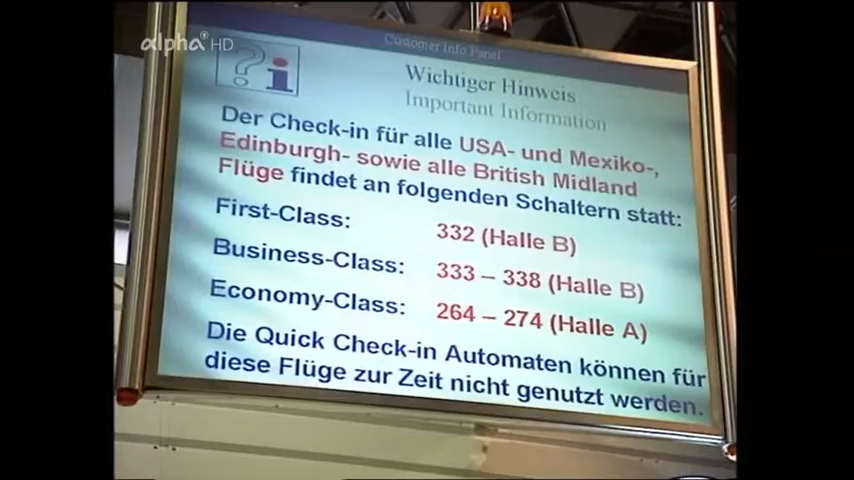 alpha HD
Customer Info Panel
Wichtiger Hinweis
Important Information
Der Check-in für alle USA- und Mexiko-,
Edinburgh- sowie alle British Midland
Flüge finden an folgenden Schaltern statt:
First-Class: 332 (Halle B)
Business-Class: 333 – 338 (Halle B)
Economy-Class: 264 – 274 (Halle A)
Die Quick Check-in Automaten können für
diese Flüge zur Zeit nicht genutzt werden.